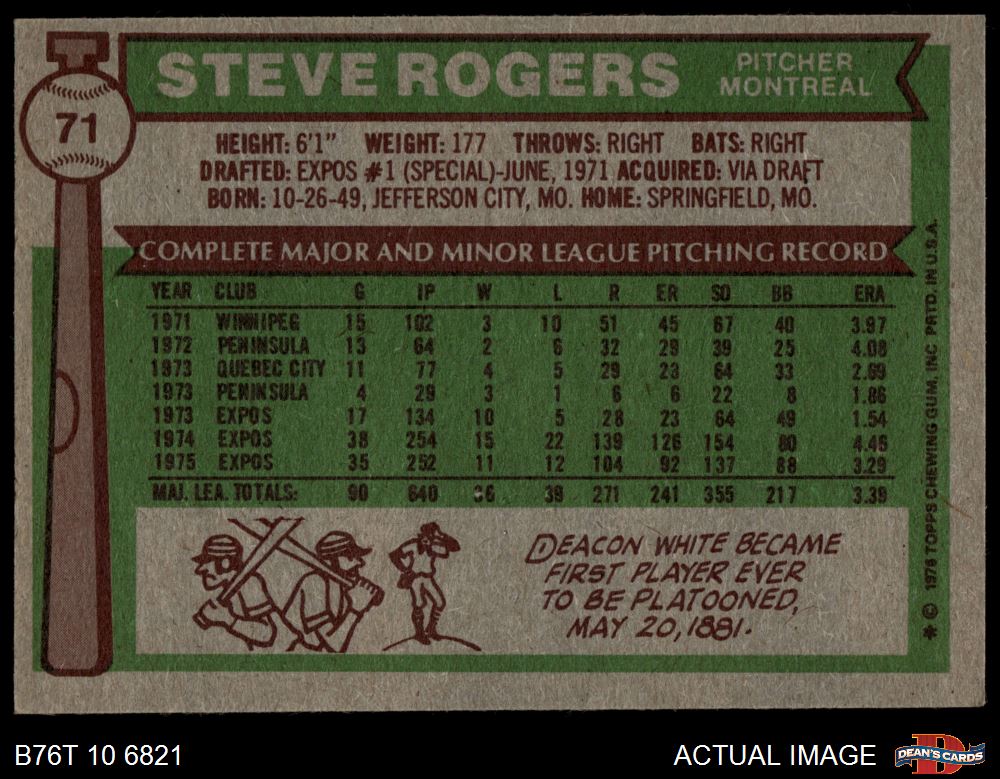 71
STEVE ROGERS
PITCHER
MONTREAL
HEIGHT: 6'1" WEIGHT: 177 THROWS: RIGHT BATS: RIGHT
DRAFTED: EXPOS #1 (SPECIAL)-JUNE, 1971 ACQUIRED: VIA DRAFT
BORN: 10-26-49, JEFFERSON CITY, MO. HOME: SPRINGFIELD, MO.
COMPLETE MAJOR AND MINOR LEAGUE PITCHING RECORD
YEAR CLUB G IP W L R ER SO BB ERA
1971 WINNIPEG 15 102 3 10 51 45 67 40 3.97
1972 PENINSULA 13 64 2 6 32 29 39 25 4.08
1973 QUEBEC CITY 11 77 4 5 29 23 64 33 2.69
1973 PENINSULA 4 29 3 1 6 6 22 8 1.86
1973 EXPOS 17 134 10 5 28 23 64 49 1.54
1974 EXPOS 38 254 15 22 139 126 154 80 4.46
1975 EXPOS 35 252 11 12 104 92 137 88 3.29
MAJ. LEA. TOTALS: 90 640 36 39 271 241 355 217 3.39
DEACON WHITE BECAME
FIRST PLAYER EVER
TO BE PLATOONED,
MAY 20, 1881.
* © 1976 TOPPS CHEWING GUM, INC PRTD. IN U.S.A.
B76T 10 6821
ACTUAL IMAGE
D
DEAN'S CARDS